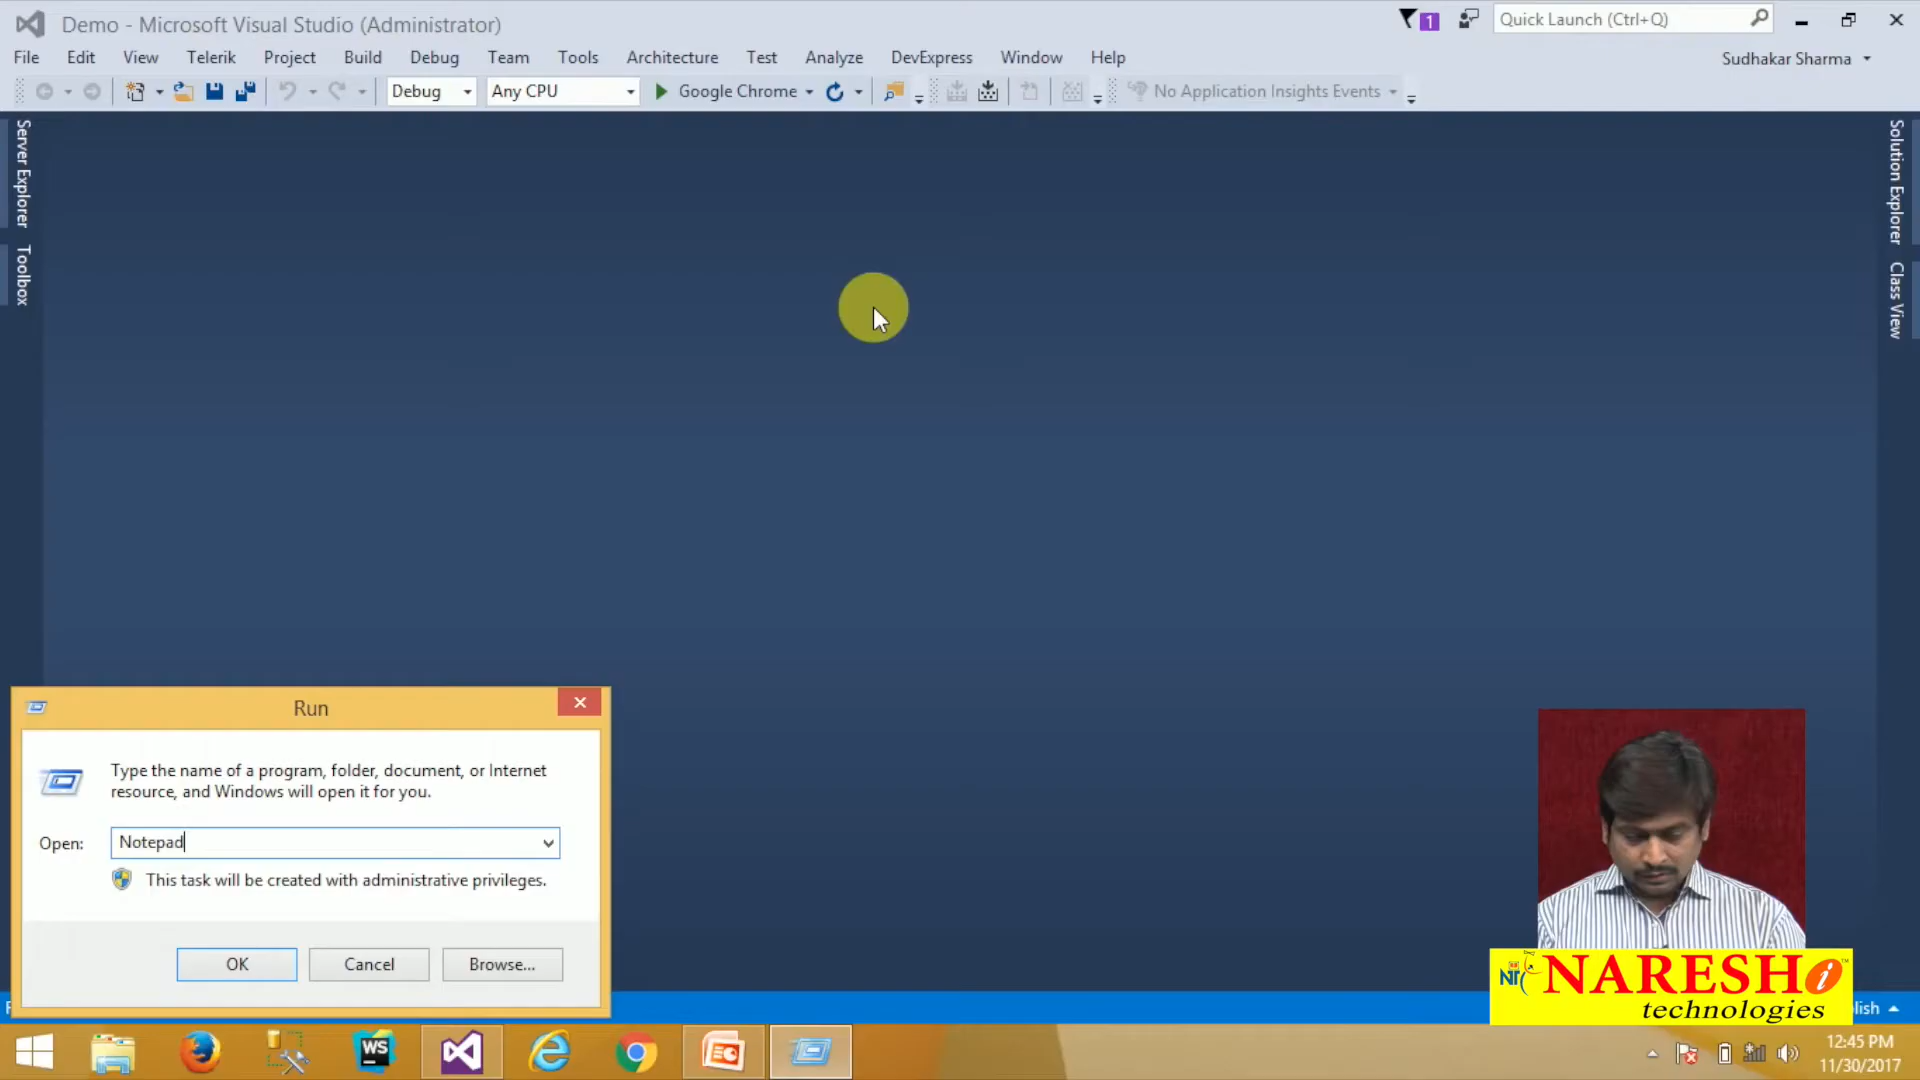 Demo - Microsoft Visual Studio (Administrator)
1
Quick Launch (Ctrl+Q)
File Edit View Telerik Project Build Debug Team Tools Architecture Test Analyze DevExpress Window Help
Sudhakar Sharma
Debug Any CPU Google Chrome No Application Insights Events
Server Explorer
Toolbox
Solution Explorer
Class View
Run
Type the name of a program, folder, document, or Internet
resource, and Windows will open it for you.
Open: Notepad
This task will be created with administrative privileges.
OK Cancel Browse...
NARESHi
technologies
WS
12:45 PM
11/30/2017